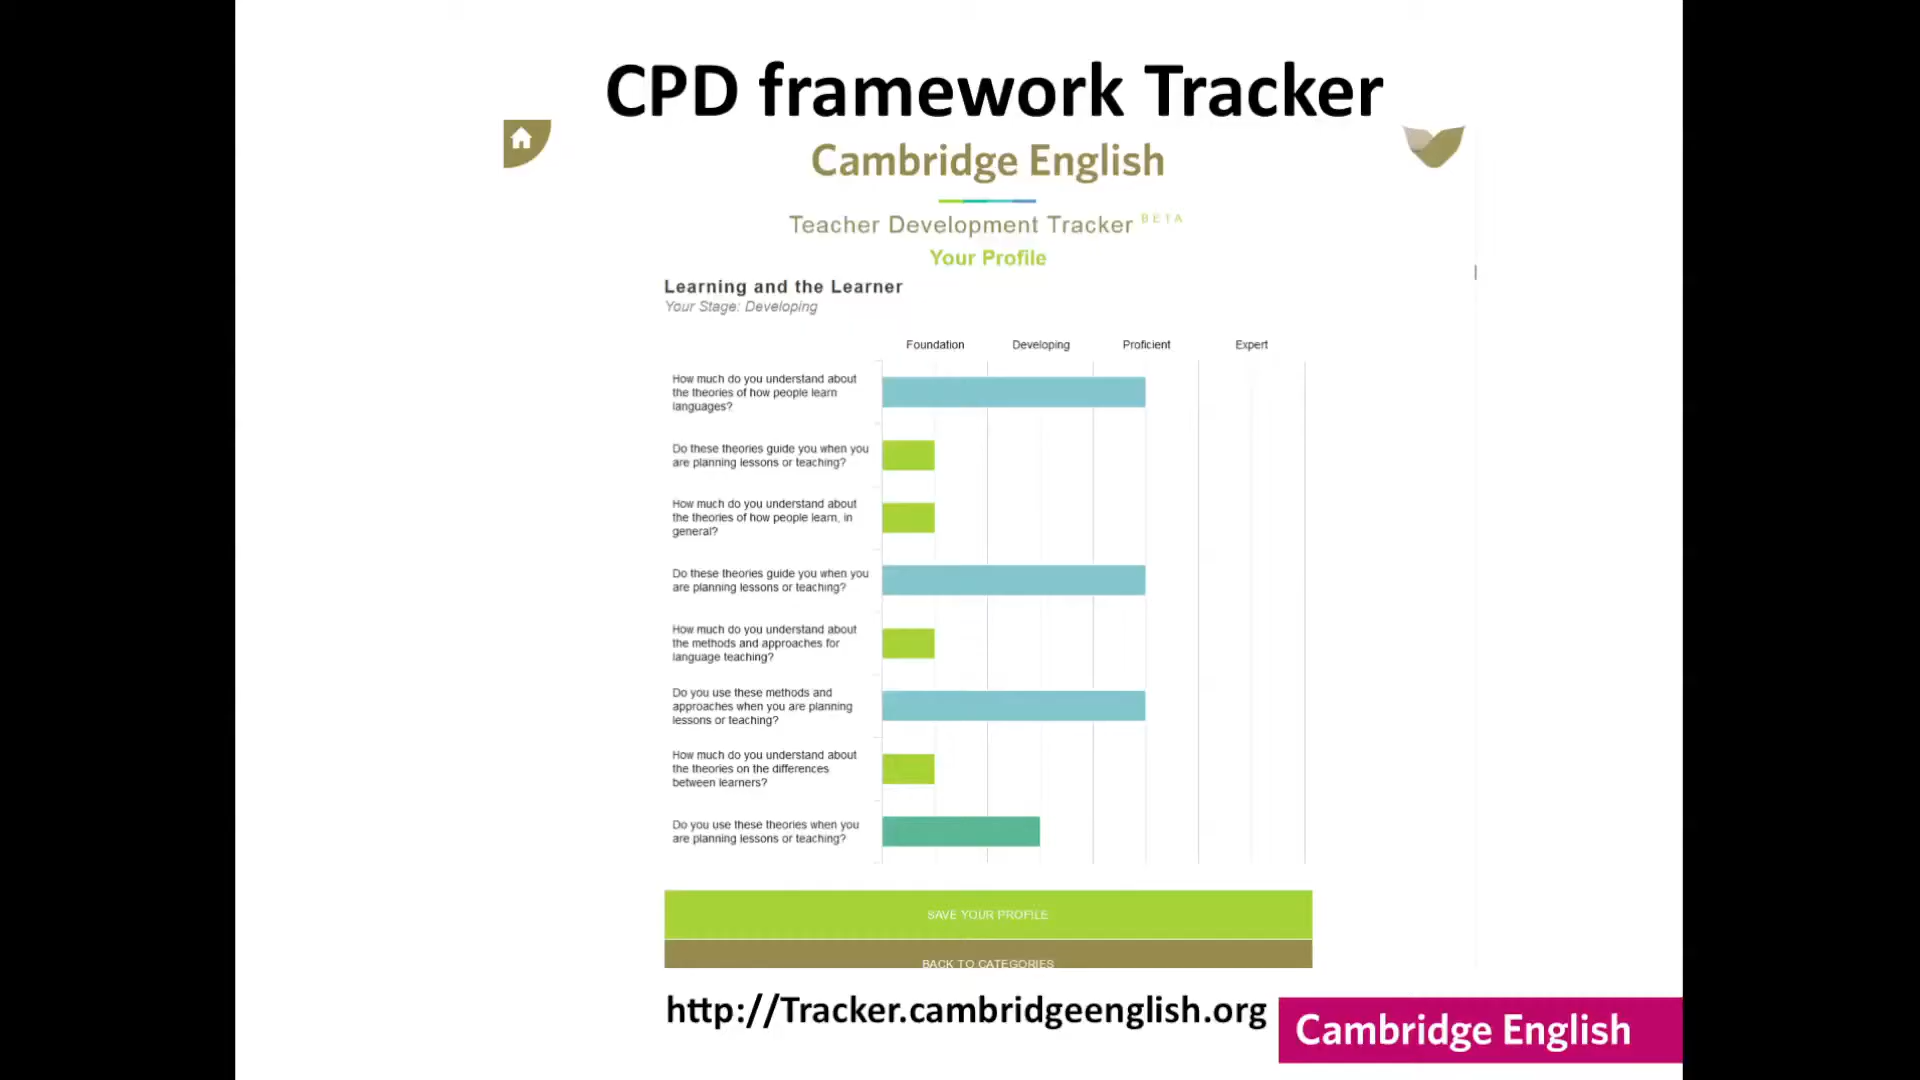 CPD framework Tracker
Cambridge English
Teacher Development Tracker BETA
Your Profile
Learning and the Learner
Your Stage: Developing
Foundation Developing Proficient Expert
How much do you understand about
the theories of how people learn
languages?
Do these theories guide you when you
are planning lessons or teaching?
How much do you understand about
the theories of how people learn, in
general?
Do these theories guide you when you
are planning lessons or teaching?
How much do you understand about
the methods and approaches for
language teaching?
Do you use these methods and
approaches when you are planning
lessons or teaching?
How much do you understand about
the theories on the differences
between learners?
Do you use these theories when you
are planning lessons or teaching?
SAVE YOUR PROFILE
BACK TO CATEGORIES
http://Tracker.cambridgeenglish.org
Cambridge English